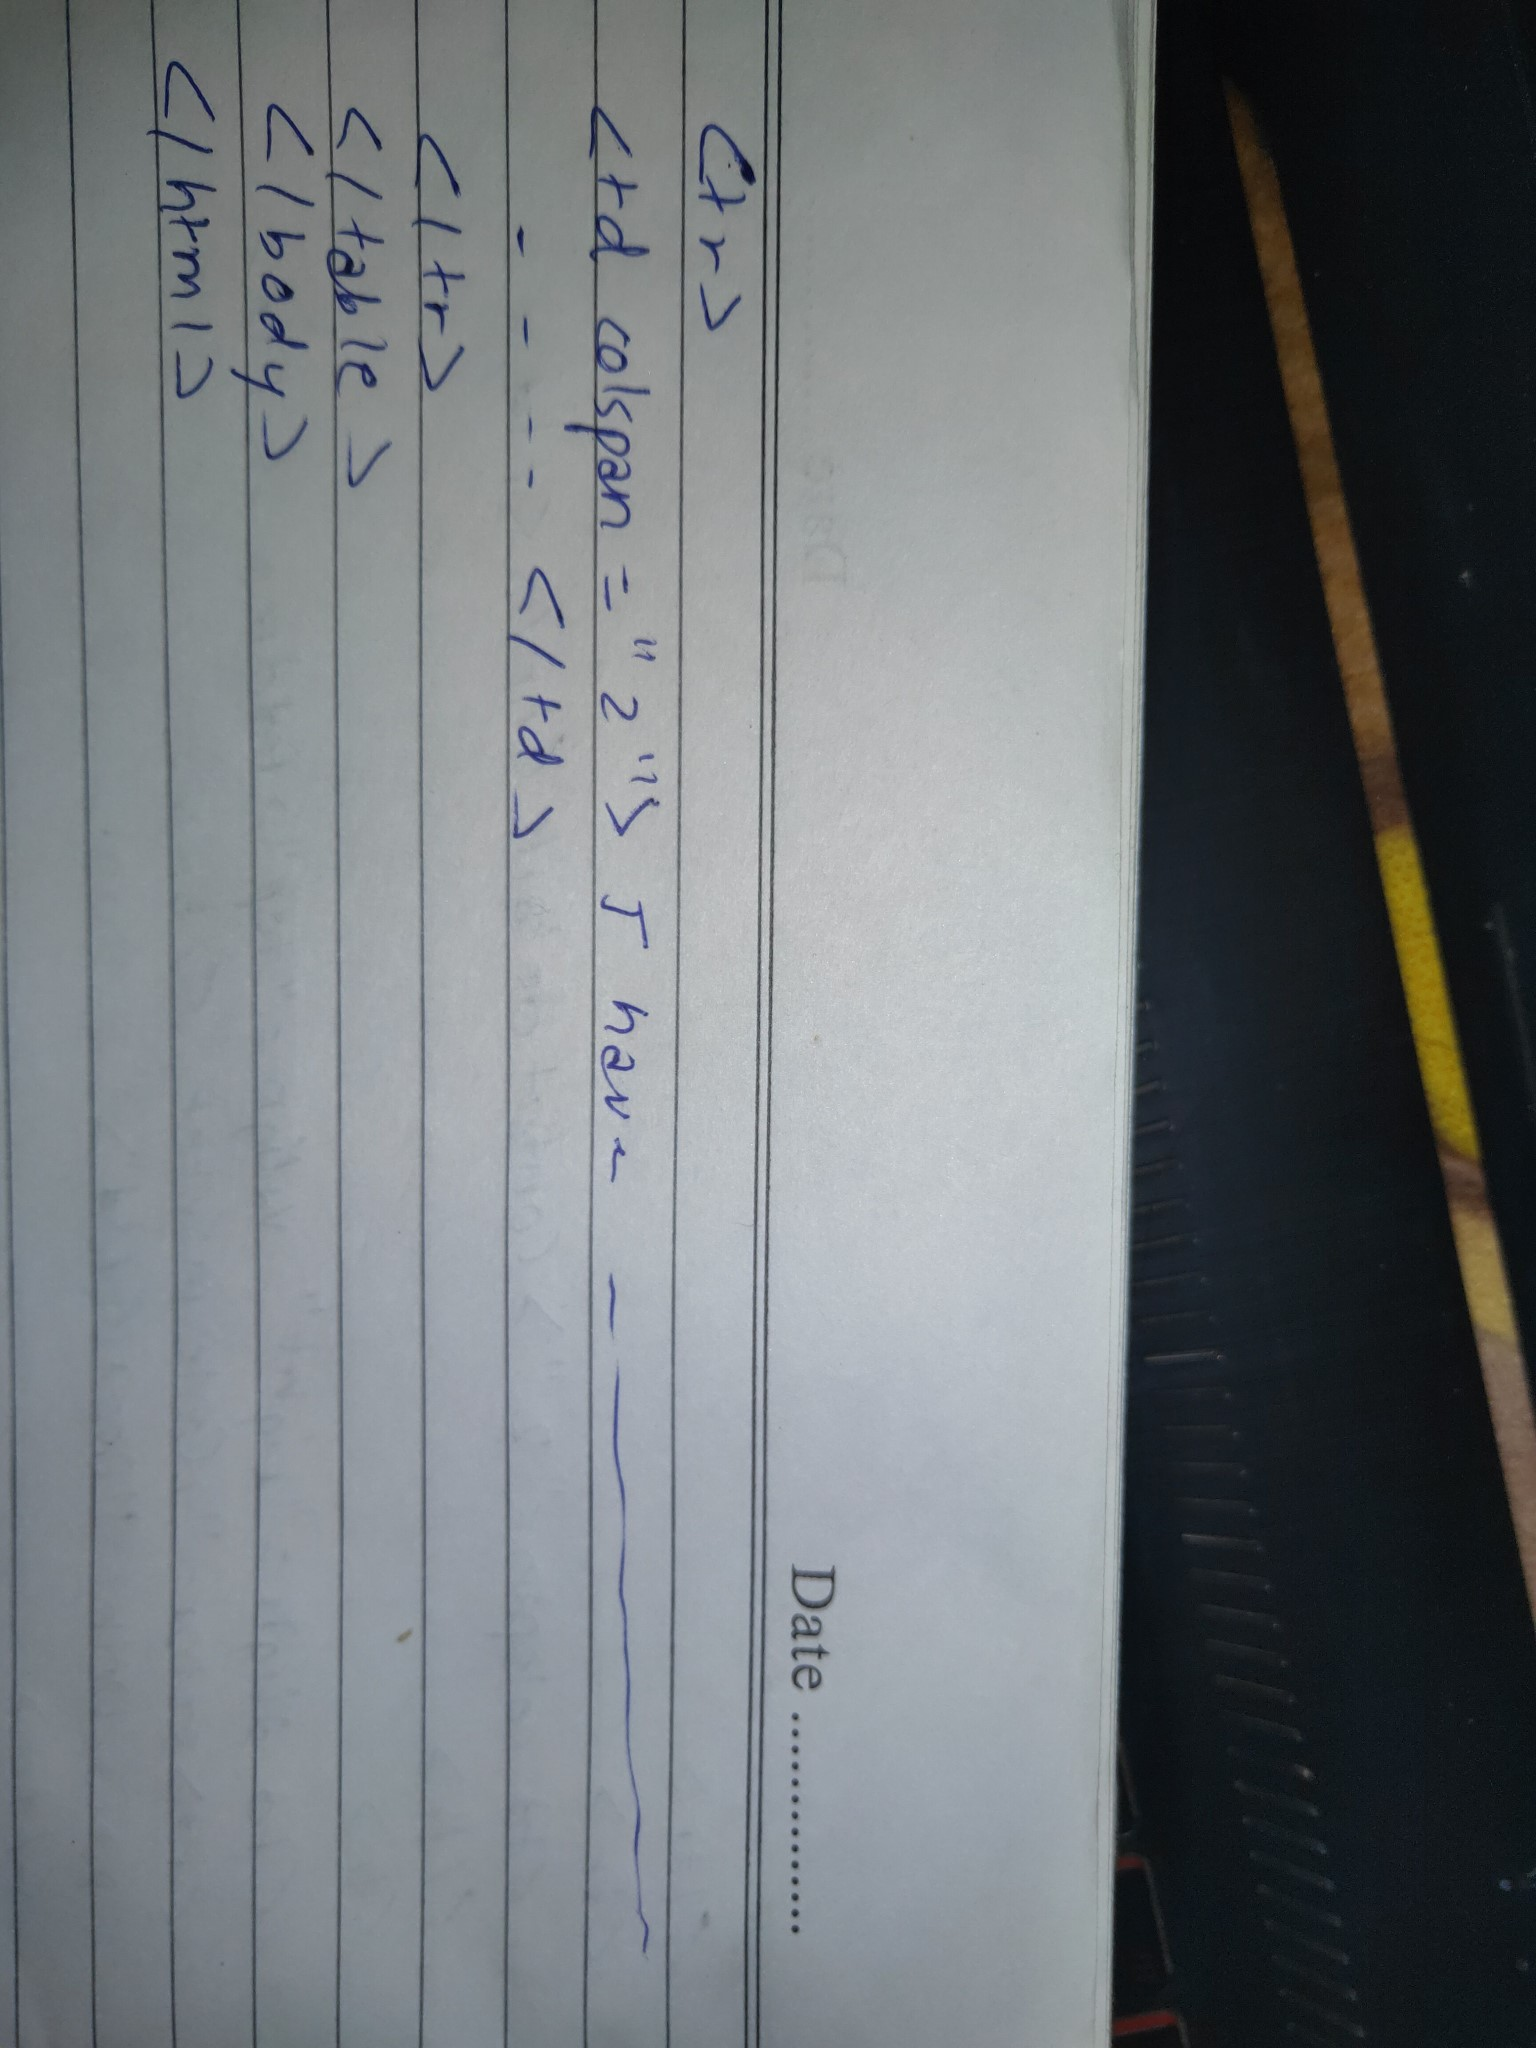 Date ................
<tr>
<td colspan = "2"> I have - ———
- - - - </td>
</tr>
</table>
</body>
</html>